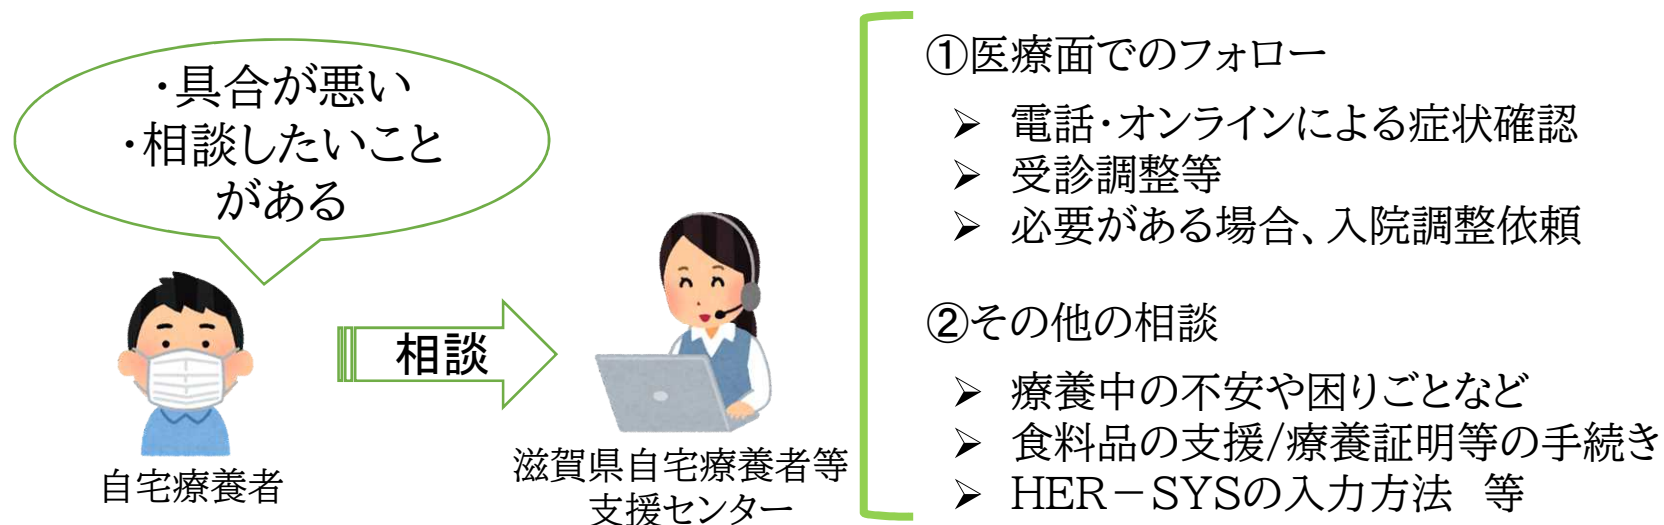 ・具合が悪い
・相談したいこと
がある
自宅療養者
相談
滋賀県自宅療養者等
支援センター
①医療面でのフォロー
➢ 電話・オンラインによる症状確認
➢ 受診調整等
➢ 必要がある場合、入院調整依頼
②その他の相談
➢ 療養中の不安や困りごとなど
➢ 食料品の支援/療養証明等の手続き
➢ HER－SYSの入力方法　等